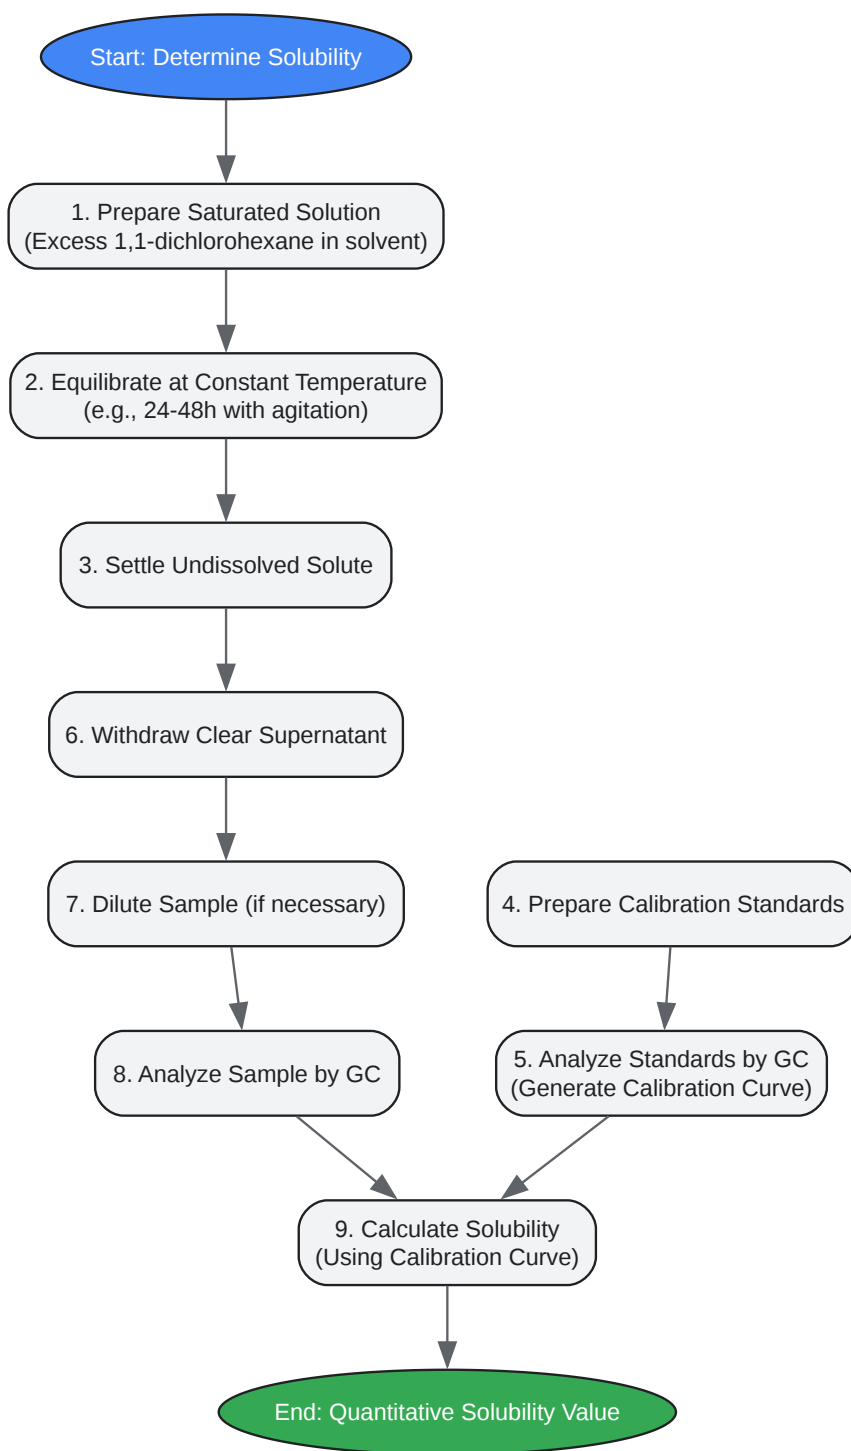 Start: Determine Solubility
1. Prepare Saturated Solution
(Excess 1,1-dichlorohexane in solvent)
2. Equilibrate at Constant Temperature
(e.g., 24-48h with agitation)
3. Settle Undissolved Solute
6. Withdraw Clear Supernatant
7. Dilute Sample (if necessary)
4. Prepare Calibration Standards
8. Analyze Sample by GC
5. Analyze Standards by GC
(Generate Calibration Curve)
9. Calculate Solubility
(Using Calibration Curve)
End: Quantitative Solubility Value